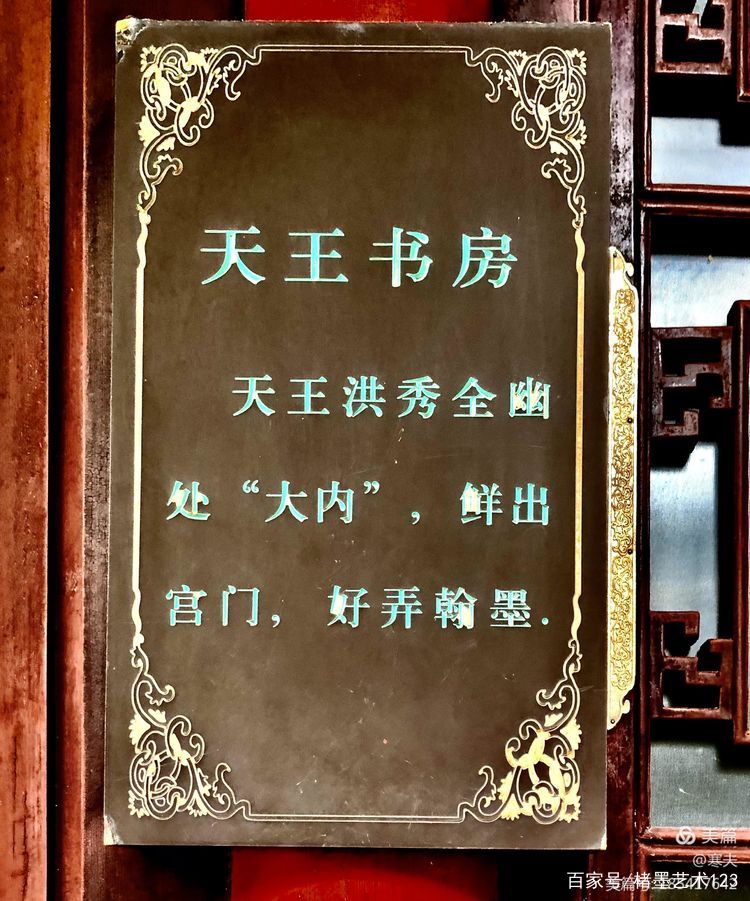 天王书房
天王洪秀全幽
处“大内”，鲜出
宫门，好弄翰墨.
美篇
@寒夫
百家号/楮墨艺术123